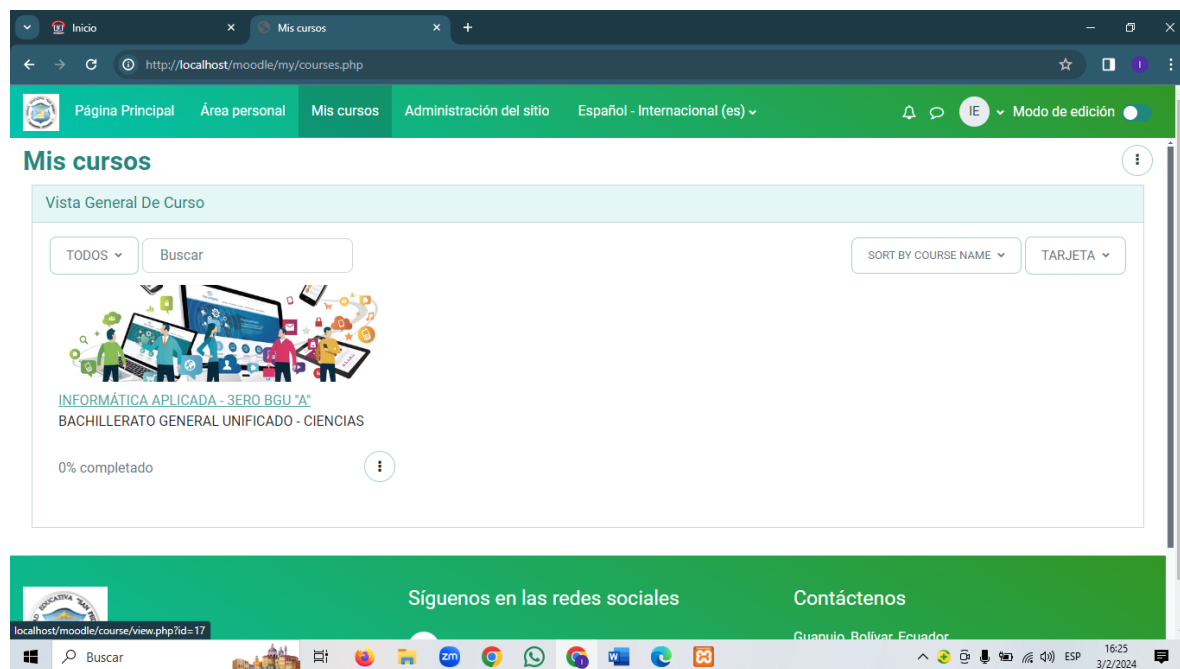 Inicio
Mis cursos
http://localhost/moodle/my/courses.php
Página Principal Área personal Mis cursos Administración del sitio Español - Internacional (es) IE Modo de edición
Mis cursos
Vista General De Curso
TODOS Buscar SORT BY COURSE NAME TARJETA
INFORMÁTICA APLICADA - 3ERO BGU "A"
BACHILLERATO GENERAL UNIFICADO - CIENCIAS
0% completado
Síguenos en las redes sociales Contáctenos
Guanujo, Bolívar, Ecuador
localhost/moodle/course/view.php?id=17
Buscar zm ESP 16:25
3/2/2024